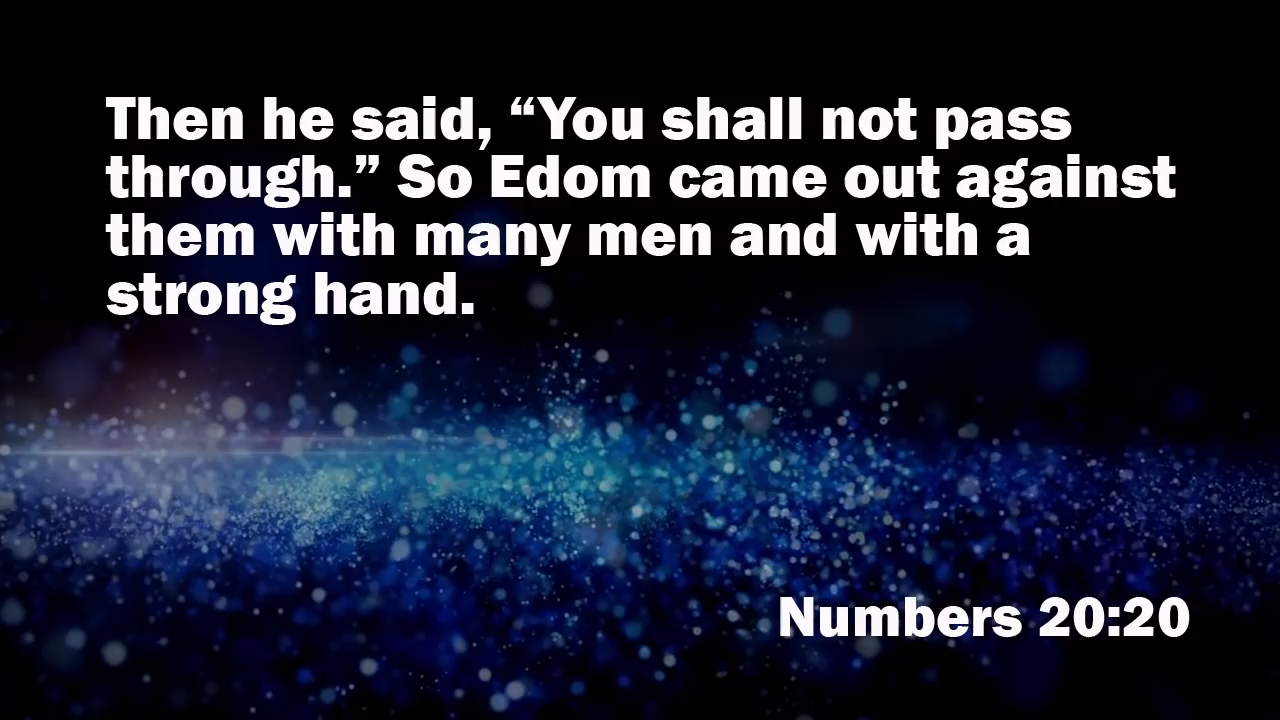 Then he said, “You shall not pass
through.” So Edom came out against
them with many men and with a
strong hand.
Numbers 20:20